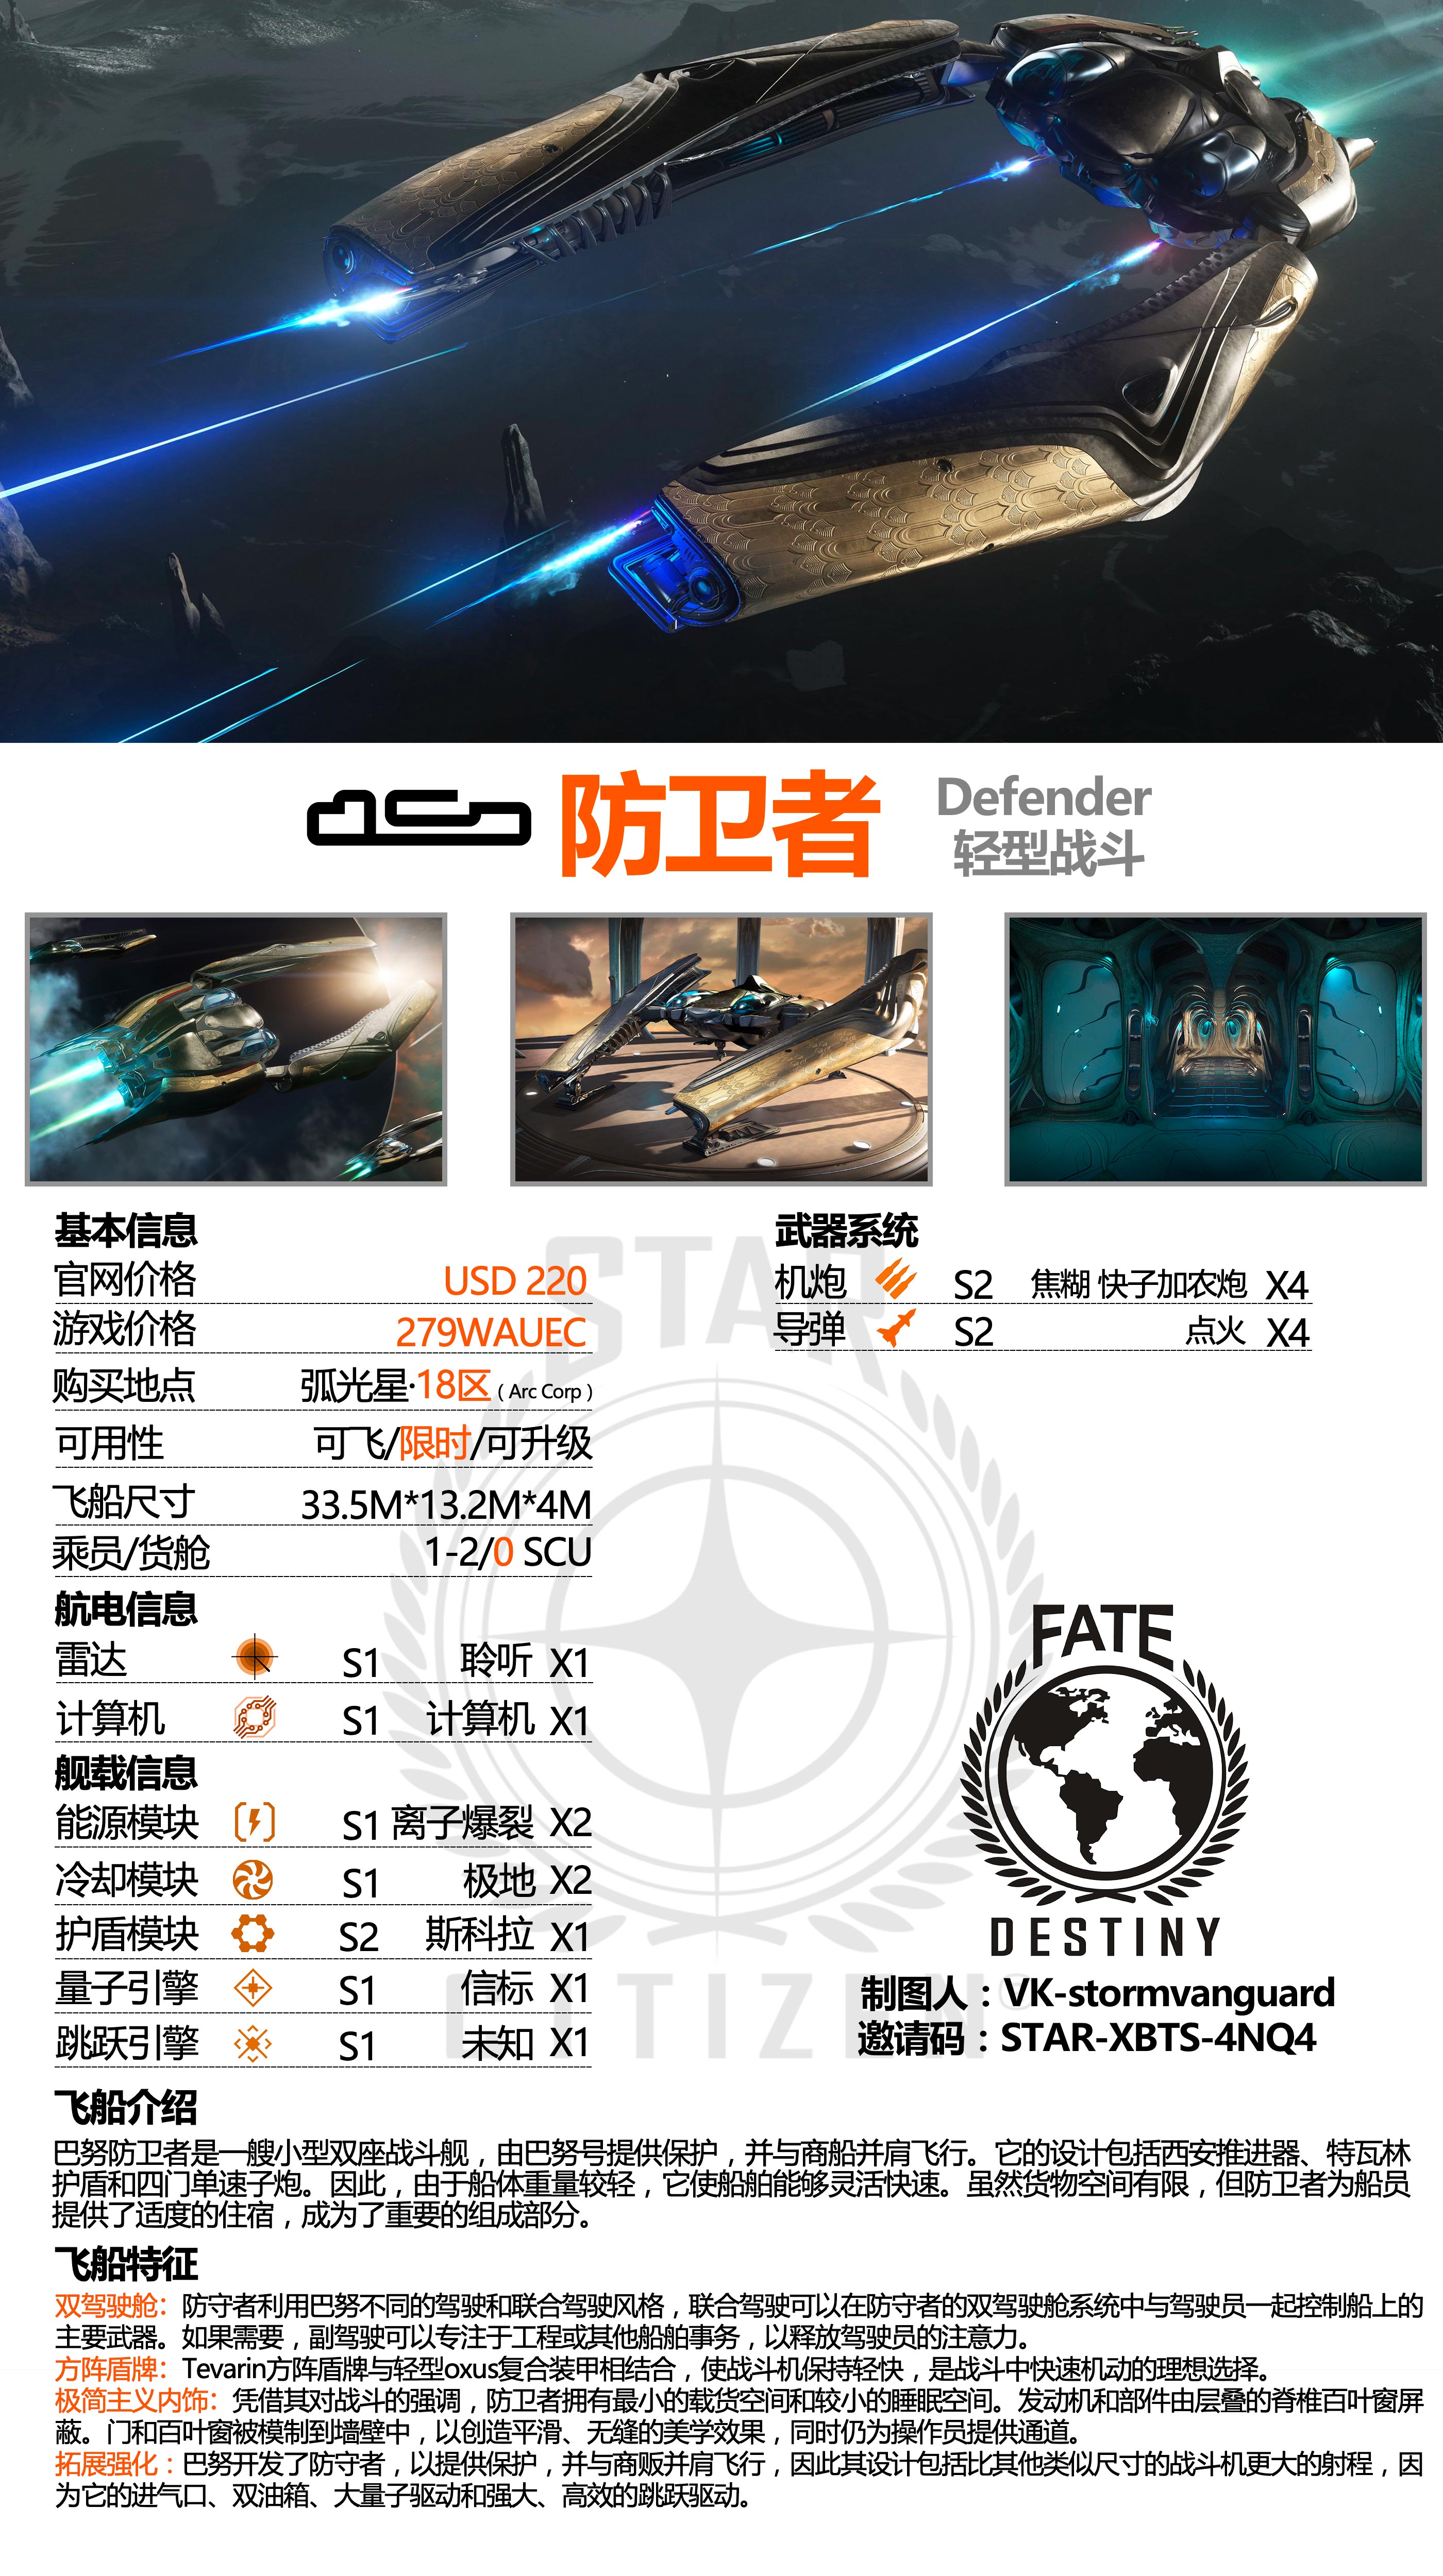 防卫者
Defender
轻型战斗
基本信息
官网价格 USD 220
游戏价格 279WAUEC
购买地点 弧光星·18区 ( Arc Corp )
可用性 可飞/限时/可升级
飞船尺寸 33.5M*13.2M*4M
乘员/货舱 1-2/0 SCU
武器系统
机炮 S2 焦糊 快子加农炮 X4
导弹 S2 点火 X4
航电信息
雷达 S1 聆听 X1
计算机 S1 计算机 X1
舰载信息
能源模块 S1 离子爆裂 X2
冷却模块 S1 极地 X2
护盾模块 S2 斯科拉 X1
量子引擎 S1 信标 X1
跳跃引擎 S1 未知 X1
STAR
CITIZEN
FATE
DESTINY
制图人：VK-stormvanguard
邀请码：STAR-XBTS-4NQ4
飞船介绍
巴努防卫者是一艘小型双座战斗舰，由巴努号提供保护，并与商船并肩飞行。它的设计包括西安推进器、特瓦林
护盾和四门单速子炮。因此，由于船体重量较轻，它使船舶能够灵活快速。虽然货物空间有限，但防卫者为船员
提供了适度的住宿，成为了重要的组成部分。
飞船特征
双驾驶舱：防守者利用巴努不同的驾驶和联合驾驶风格，联合驾驶可以在防守者的双驾驶舱系统中与驾驶员一起控制船上的
主要武器。如果需要，副驾驶可以专注于工程或其他船舶事务，以释放驾驶员的注意力。
方阵盾牌：Tevarin方阵盾牌与轻型oxus复合装甲相结合，使战斗机保持轻快，是战斗中快速机动的理想选择。
极简主义内饰：凭借其对战斗的强调，防卫者拥有最小的载货空间和较小的睡眠空间。发动机和部件由层叠的脊椎百叶窗屏
蔽。门和百叶窗被模制到墙壁中，以创造平滑、无缝的美学效果，同时仍为操作员提供通道。
拓展强化：巴努开发了防守者，以提供保护，并与商贩并肩飞行，因此其设计包括比其他类似尺寸的战斗机更大的射程，因
为它的进气口、双油箱、大量子驱动和强大、高效的跳跃驱动。